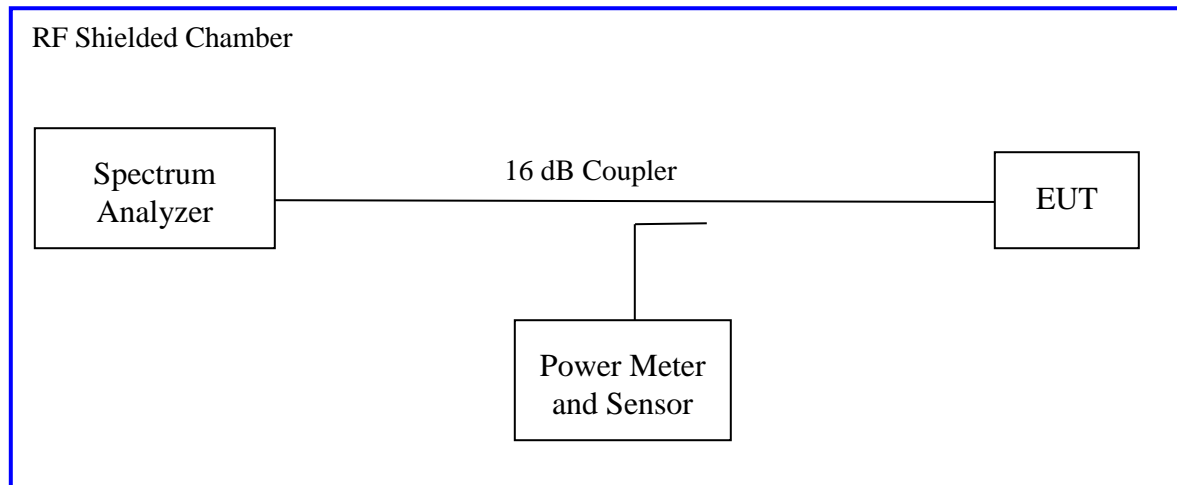 RF Shielded Chamber
16 dB Coupler
Spectrum
Analyzer
EUT
Power Meter
and Sensor